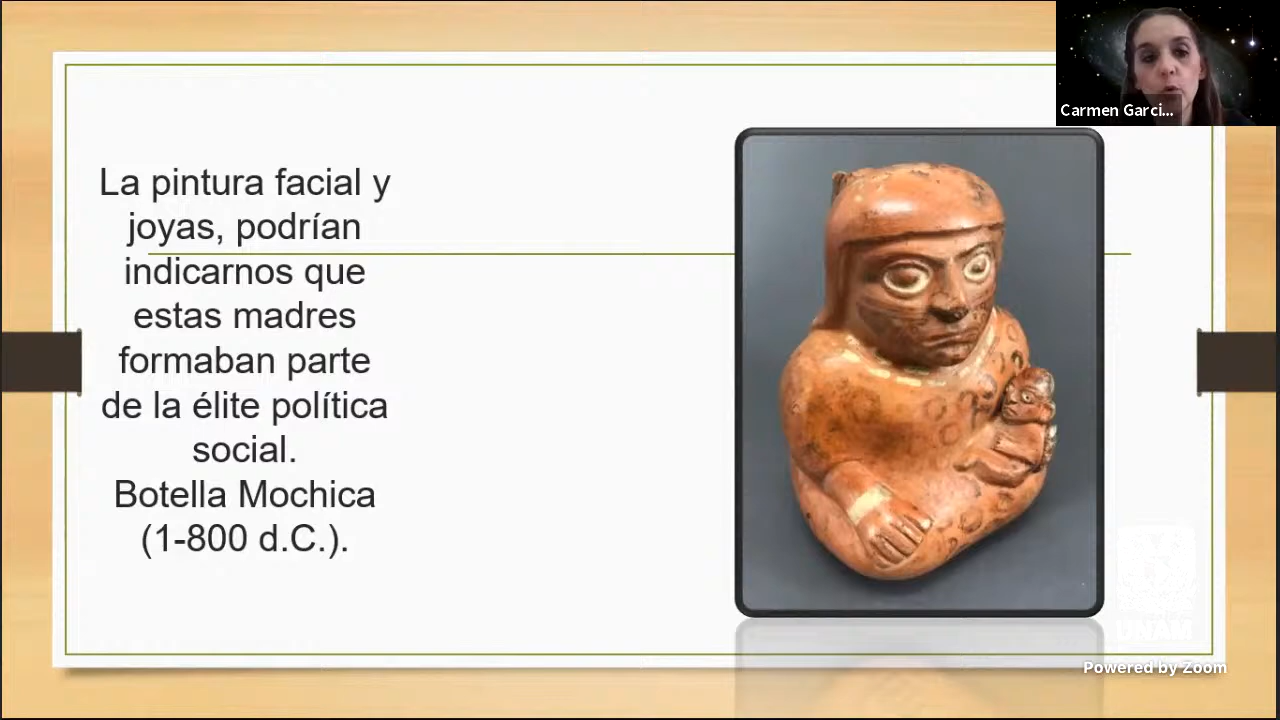 Carmen Garci...
La pintura facial y
joyas, podrían
indicarnos que
estas madres
formaban parte
de la élite política
social.
Botella Mochica
(1-800 d.C.).
UNAM
Powered by Zoom